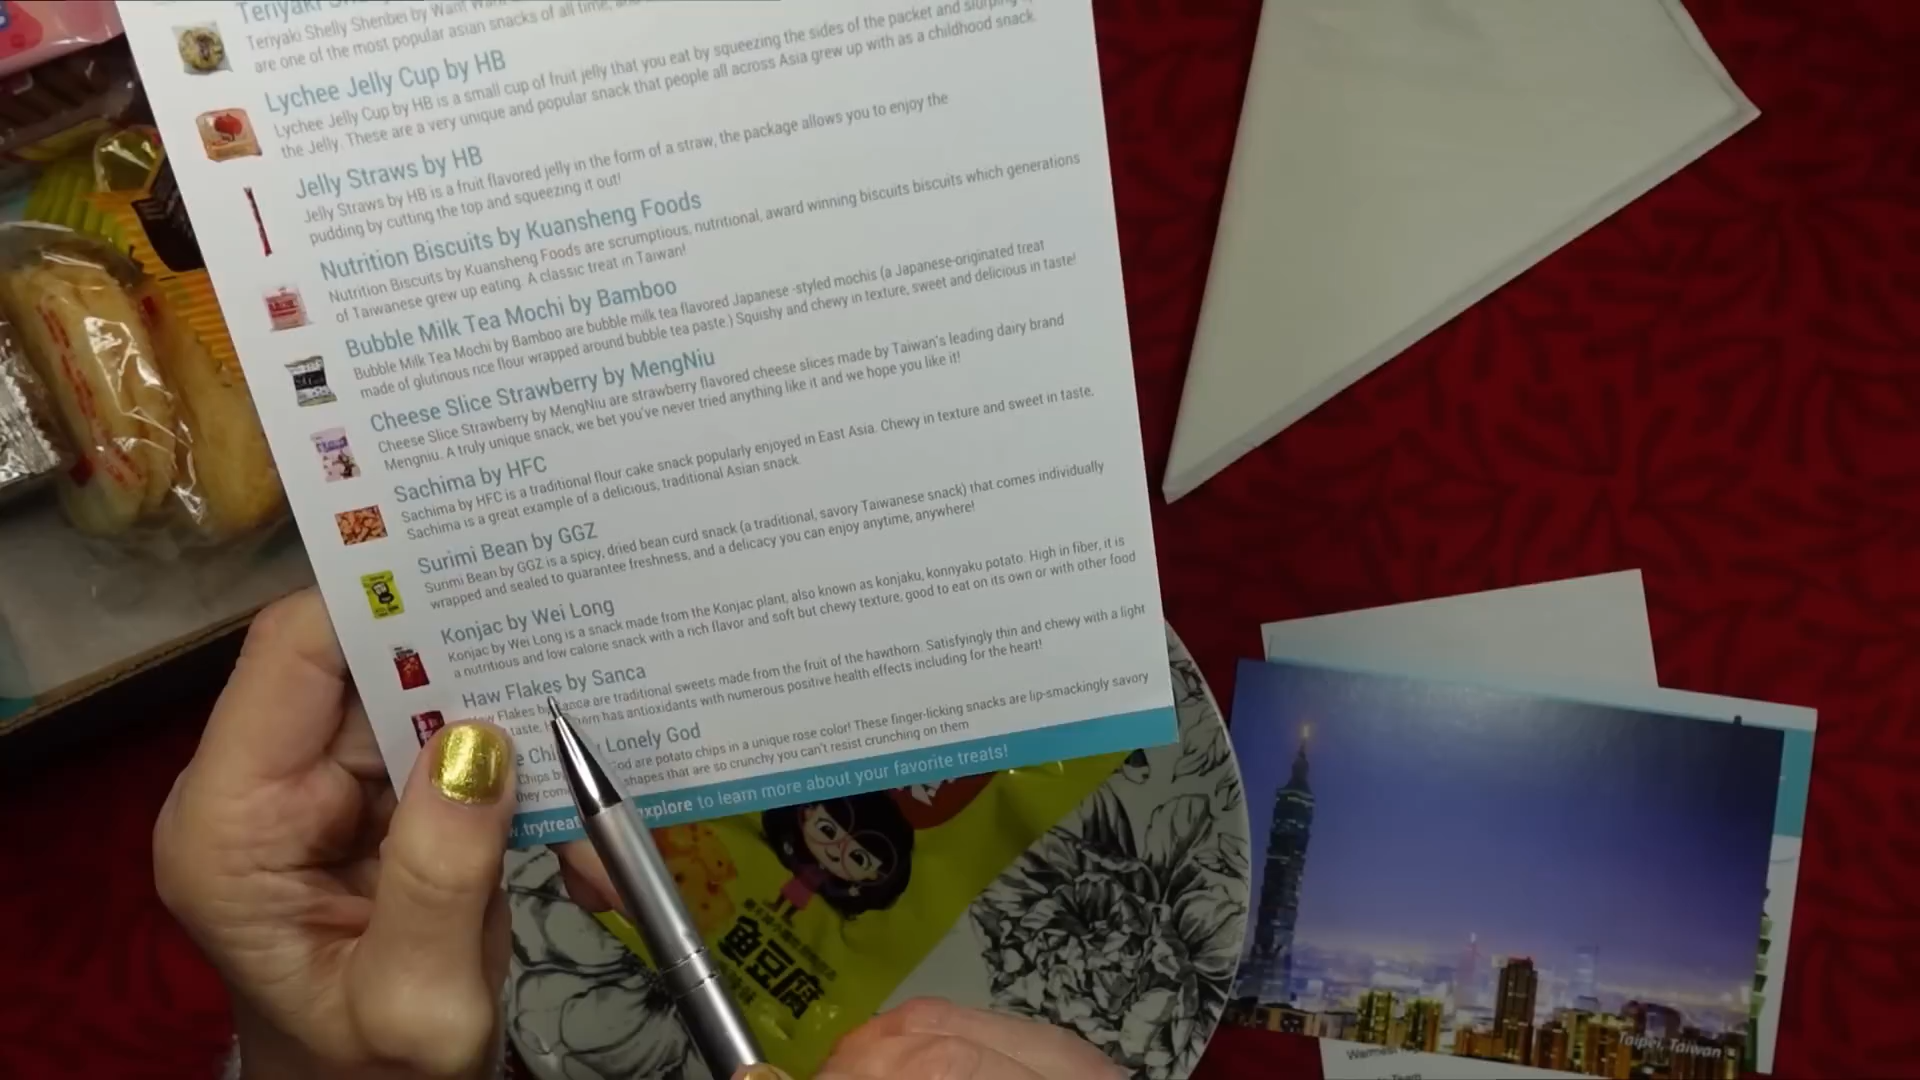 Teriyaki
Teriyaki Shelly Shenbei by Want Want
are one of the most popular asian snacks of all time,
Lychee Jelly Cup by HB
Lychee Jelly Cup by HB is a small cup of fruit jelly that you eat by squeezing the sides of the packet and slurping
the Jelly. These are a very unique and popular snack that people all across Asia grew up with as a childhood snack.
Jelly Straws by HB
Jelly Straws by HB is a fruit flavored jelly in the form of a straw, the package allows you to enjoy the
pudding by cutting the top and squeezing it out!
Nutrition Biscuits by Kuansheng Foods
Nutrition Biscuits by Kuansheng Foods are scrumptious, nutritional, award winning biscuits biscuits which generations
of Taiwanese grew up eating. A classic treat in Taiwan!
Bubble Milk Tea Mochi by Bamboo
Bubble Milk Tea Mochi by Bamboo are bubble milk tea flavored Japanese -styled mochis (a Japanese-originated treat
made of glutinous rice flour wrapped around bubble tea paste.) Squishy and chewy in texture, sweet and delicious in taste!
Cheese Slice Strawberry by MengNiu
Cheese Slice Strawberry by MengNiu are strawberry flavored cheese slices made by Taiwan's leading dairy brand
Mengniu. A truly unique snack, we bet you've never tried anything like it and we hope you like it!
Sachima by HFC
Sachima by HFC is a traditional flour cake snack popularly enjoyed in East Asia. Chewy in texture and sweet in taste.
Sachima is a great example of a delicious, traditional Asian snack.
Surimi Bean by GGZ
Surimi Bean by GGZ is a spicy, dried bean curd snack (a traditional, savory Taiwanese snack) that comes individually
wrapped and sealed to guarantee freshness, and a delicacy you can enjoy anytime, anywhere!
Konjac by Wei Long
Konjac by Wei Long is a snack made from the Konjac plant, also known as konjaku, konnyaku potato. High in fiber, it is
a nutritious and low calorie snack with a rich flavor and soft but chewy texture, good to eat on its own or with other food
Haw Flakes by Sanca
Flakes by Sanca are traditional sweets made from the fruit of the hawthorn. Satisfyingly thin and chewy with a light
taste. has antioxidants with numerous positive health effects including for the heart!
Lonely God
Chips are potato chips in a unique rose color! These finger-licking snacks are lip-smackingly savory
they shapes that are so crunchy you can't resist crunching on them
explore to learn more about your favorite treats!
魚豆腐
Taipei, Taiwan
Team